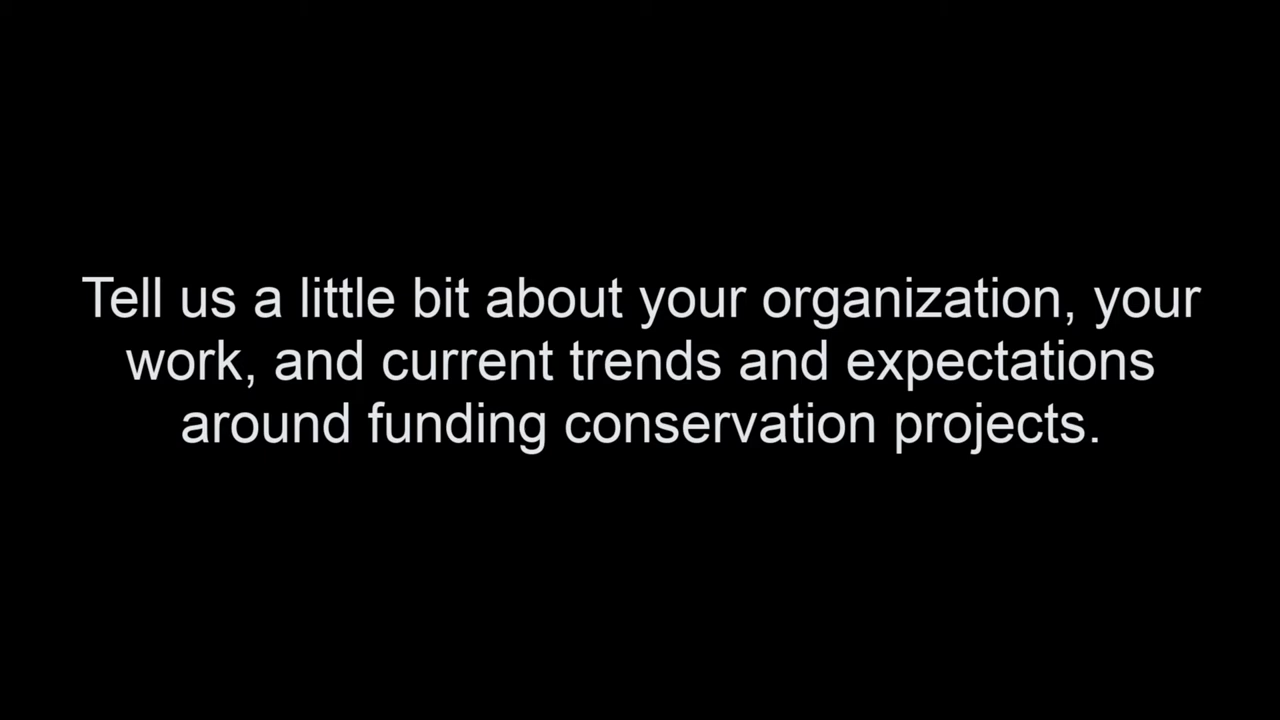 Tell us a little bit about your organization, your
work, and current trends and expectations
around funding conservation projects.